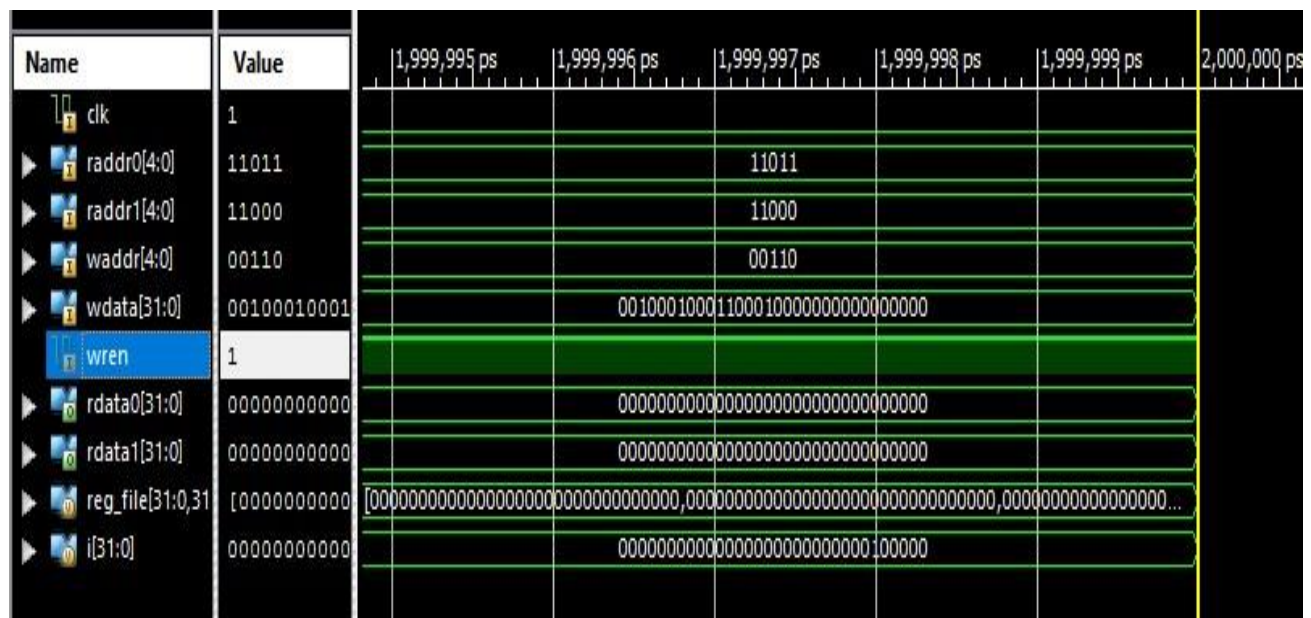 Name Value 1,999,995 ps 1,999,996 ps 1,999,997 ps 1,999,998 ps 1,999,999 ps 2,000,000 ps
clk 1
raddr0[4:0] 11011 11011
raddr1[4:0] 11000 11000
waddr[4:0] 00110 00110
wdata[31:0] 00100010001 00100010001100010000000000000000
wren 1
rdata0[31:0] 00000000000 00000000000000000000000000000000
rdata1[31:0] 00000000000 00000000000000000000000000000000
reg_file[31:0,31 [0000000000 [00000000000000000000000000000000,00000000000000000000000000000000,00000000000000000...
i[31:0] 00000000000 00000000000000000000000000100000